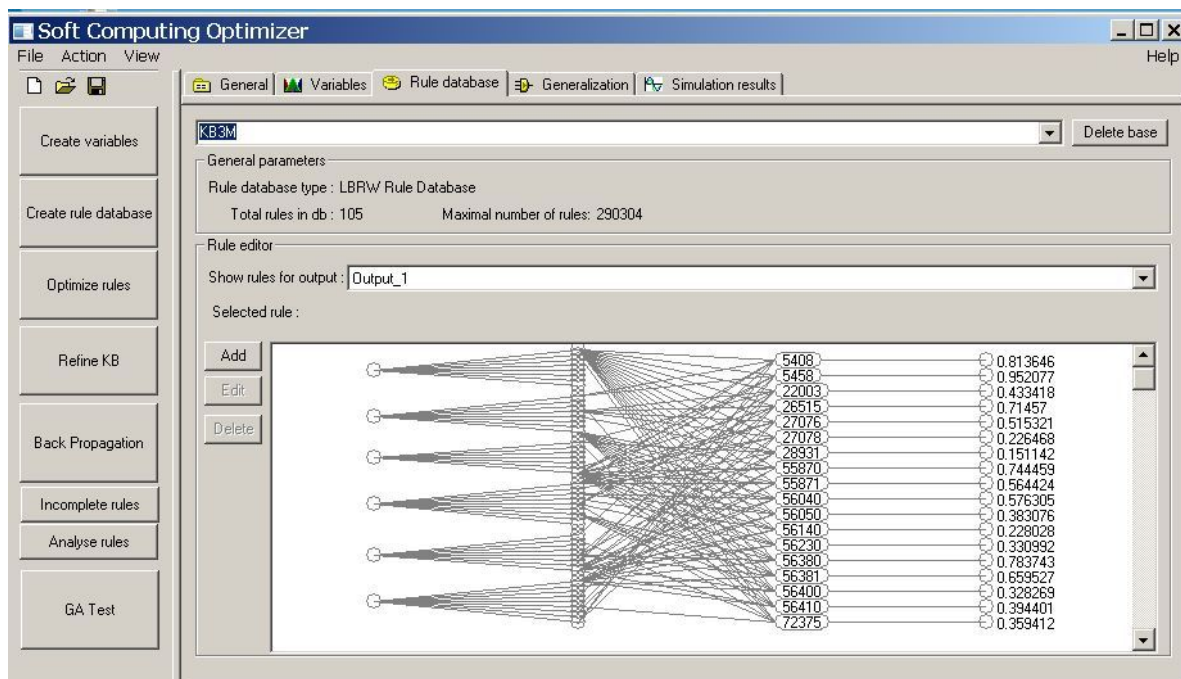 Soft Computing Optimizer
File Action View Help
General Variables Rule database Generalization Simulation results
Create variables
Create rule database
Optimize rules
Refine KB
Back Propagation
Incomplete rules
Analyse rules
GA Test
KB3M Delete base
General parameters
Rule database type : LBRW Rule Database
Total rules in db : 105 Maximal number of rules: 290304
Rule editor
Show rules for output : Output_1
Selected rule :
Add
Edit
Delete
5408 0.813646
5458 0.952077
22003 0.433418
26515 0.71457
27076 0.515321
27078 0.226468
28931 0.151142
55870 0.744459
55871 0.564424
56040 0.576305
56050 0.383076
56140 0.228028
56230 0.330992
56380 0.783743
56381 0.659527
56400 0.328269
56410 0.394401
72375 0.359412